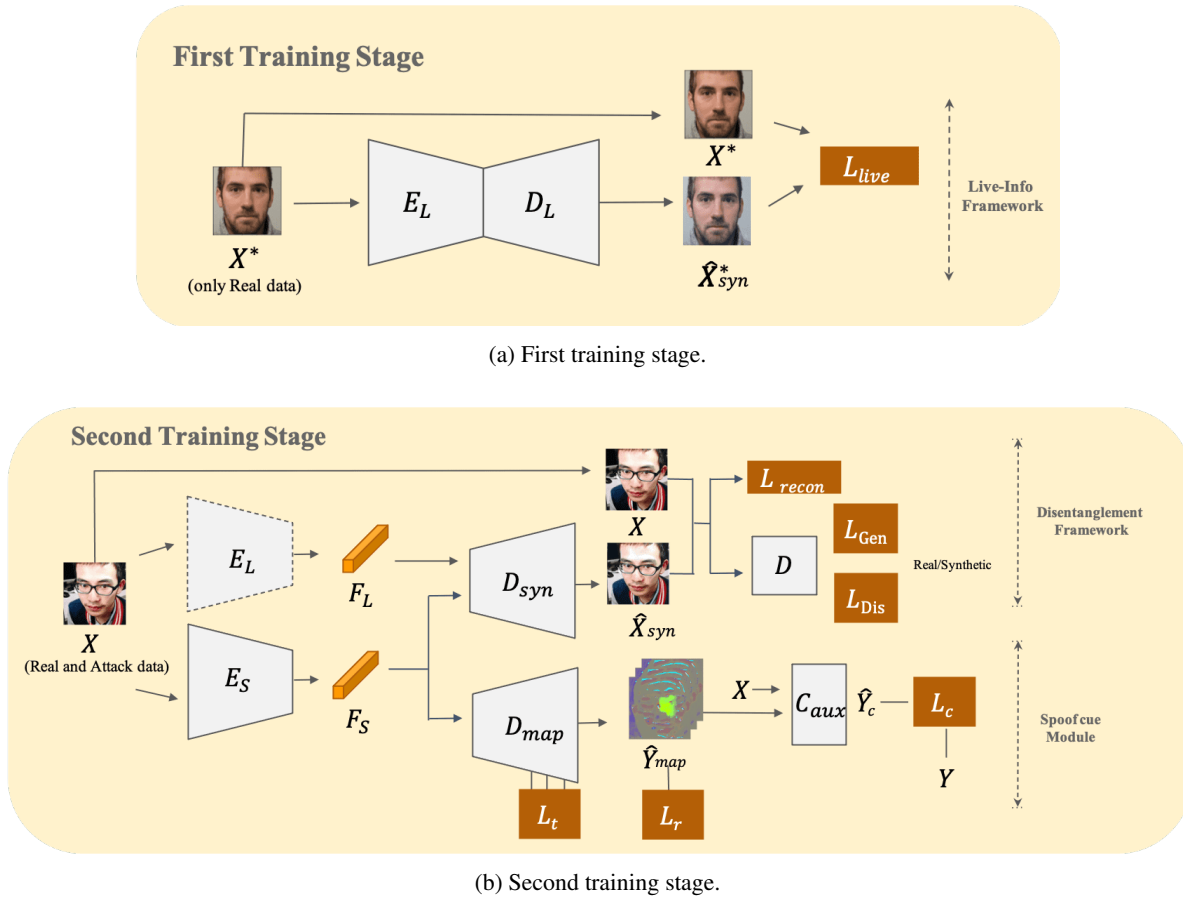 First Training Stage
X*
(only Real data)
E_L
D_L
X*
X̂*_syn
L_live
Live-Info
Framework
(a) First training stage.
Second Training Stage
X
(Real and Attack data)
E_L
F_L
E_S
F_S
D_syn
D_map
L_t
X
X̂_syn
L_recon
D
L_Gen
L_Dis
Real/Synthetic
Disentanglement
Framework
Ŷ_map
L_r
X
C_aux
Ŷ_c
L_c
Y
Spoof cue
Module
(b) Second training stage.